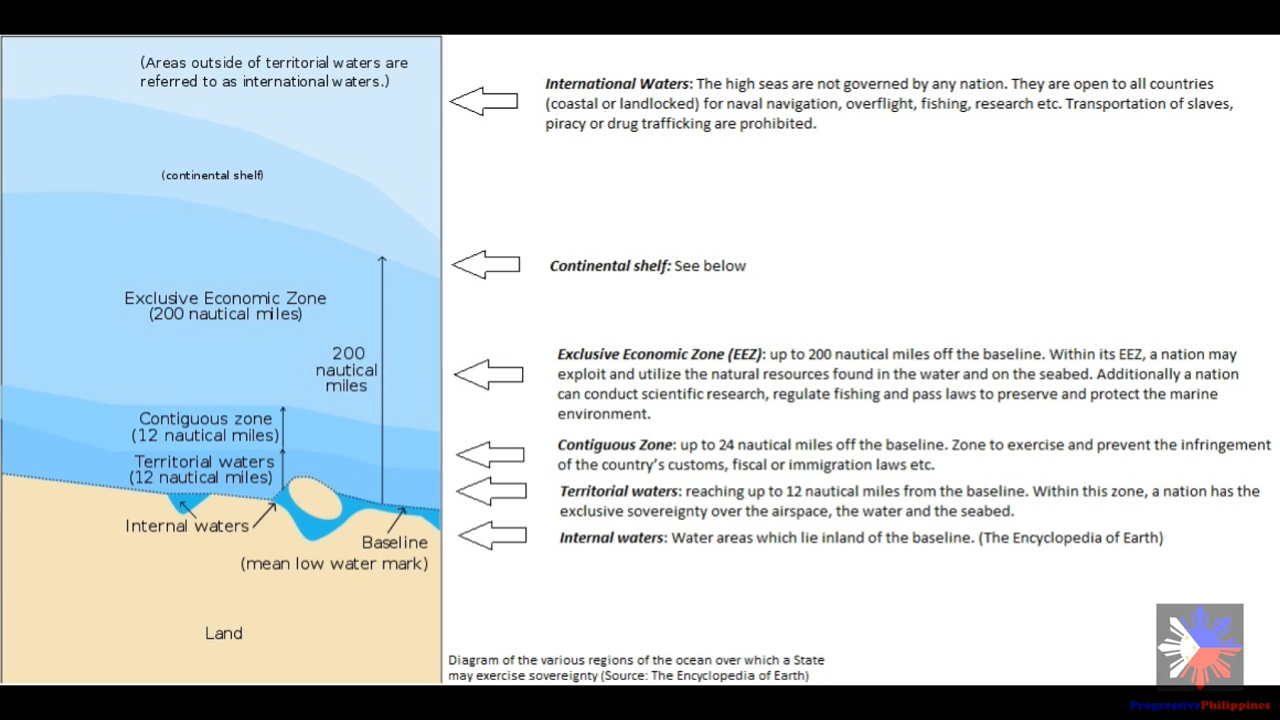 (Areas outside of territorial waters are
referred to as international waters.)
(continental shelf)
Exclusive Economic Zone
(200 nautical miles)
200
nautical
miles
Contiguous zone
(12 nautical miles)
Territorial waters
(12 nautical miles)
Internal waters
Baseline
(mean low water mark)
Land
International Waters: The high seas are not governed by any nation. They are open to all countries
(coastal or landlocked) for naval navigation, overflight, fishing, research etc. Transportation of slaves,
piracy or drug trafficking are prohibited.
Continental shelf: See below
Exclusive Economic Zone (EEZ): up to 200 nautical miles off the baseline. Within its EEZ, a nation may
exploit and utilize the natural resources found in the water and on the seabed. Additionally a nation
can conduct scientific research, regulate fishing and pass laws to preserve and protect the marine
environment.
Contiguous Zone: up to 24 nautical miles off the baseline. Zone to exercise and prevent the infringement
of the country's customs, fiscal or immigration laws etc.
Territorial waters: reaching up to 12 nautical miles from the baseline. Within this zone, a nation has the
exclusive sovereignty over the airspace, the water and the seabed.
Internal waters: Water areas which lie inland of the baseline. (The Encyclopedia of Earth)
Diagram of the various regions of the ocean over which a State
may exercise sovereignty (Source: The Encyclopedia of Earth)
ProgressivePhilippines